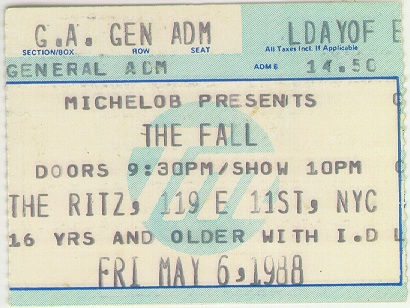 G.A. GEN ADM LDAYOF E
SECTION/BOX ROW SEAT All Taxes Incl. If Applicable
GENERAL ADM ADM 6 14.50
MICHELOB PRESENTS
THE FALL
DOORS 9:30PM/SHOW 10PM
THE RITZ, 119 E 11ST, NYC
16 YRS AND OLDER WITH I.D L
FRI MAY 6, 1988